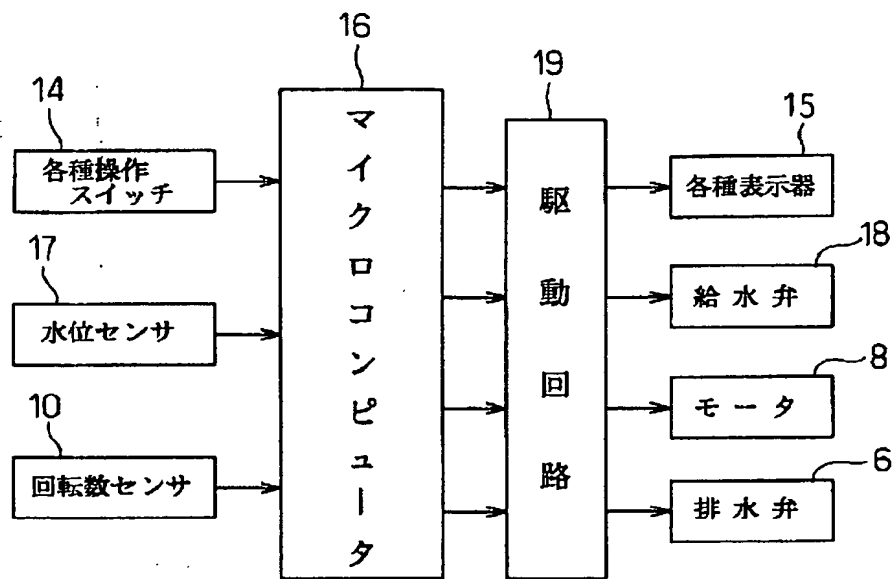 16
マイクロコンピュータ
19
駆動回路
14
各種操作
スイッチ
17
水位センサ
10
回転数センサ
15
各種表示器
18
給水弁
8
モータ
6
排水弁